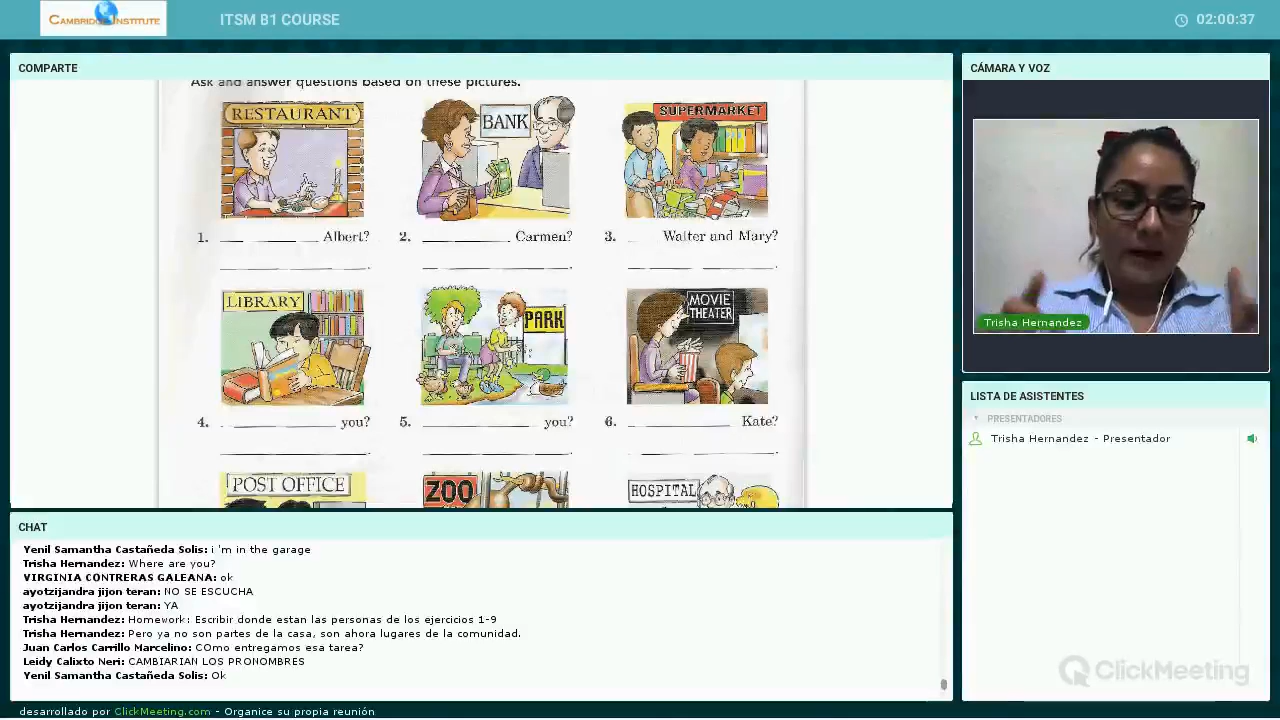 CAMBRIDGE INSTITUTE
ITSM B1 COURSE
02:00:37
COMPARTE
Ask and answer questions based on these pictures.
RESTAURANT
BANK
SUPERMARKET
1. Albert?
2. Carmen?
3. Walter and Mary?
LIBRARY
PARK
MOVIE
THEATER
4. you?
5. you?
6. Kate?
POST OFFICE
ZOO
HOSPITAL
CÁMARA Y VOZ
Trisha Hernandez
LISTA DE ASISTENTES
PRESENTADORES
Trisha Hernandez - Presentador
CHAT
Yenil Samantha Castañeda Solis: i 'm in the garage
Trisha Hernandez: Where are you?
VIRGINIA CONTRERAS GALEANA: ok
ayotzijandra jijon teran: NO SE ESCUCHA
ayotzijandra jijon teran: YA
Trisha Hernandez: Homework: Escribir donde estan las personas de los ejercicios 1-9
Trisha Hernandez: Pero ya no son partes de la casa, son ahora lugares de la comunidad.
Juan Carlos Carrillo Marcelino: COmo entregamos esa tarea?
Leidy Calixto Neri: CAMBIARIAN LOS PRONOMBRES
Yenil Samantha Castañeda Solis: Ok
ClickMeeting
desarrollado por ClickMeeting.com - Organice su propia reunión